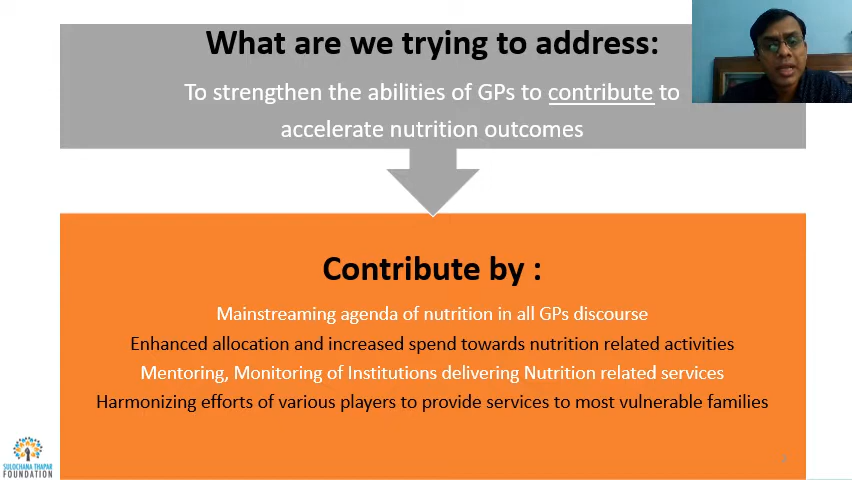 What are we trying to address:
To strengthen the abilities of GPs to contribute to
accelerate nutrition outcomes
Contribute by :
Mainstreaming agenda of nutrition in all GPs discourse
Enhanced allocation and increased spend towards nutrition related activities
Mentoring, Monitoring of Institutions delivering Nutrition related services
Harmonizing efforts of various players to provide services to most vulnerable families
SULOCHANA THAPAR
FOUNDATION